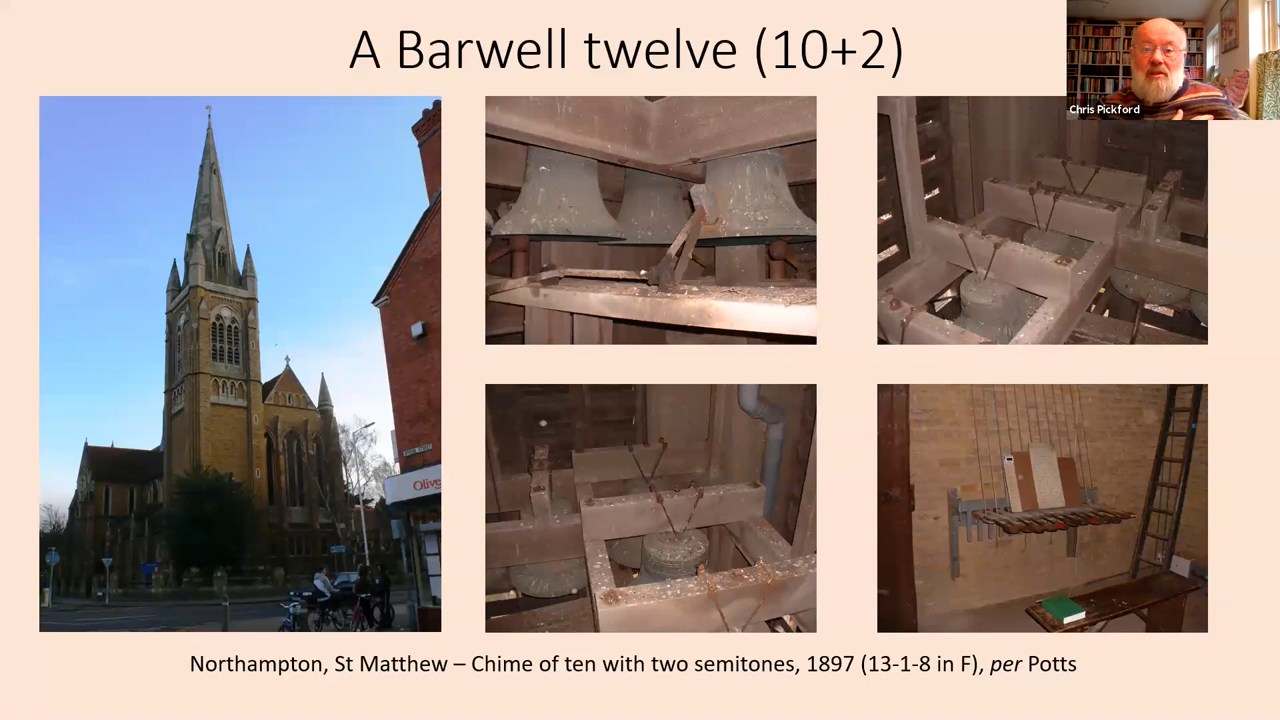 A Barwell twelve (10+2)
Chris Pickford
Northampton, St Matthew – Chime of ten with two semitones, 1897 (13-1-8 in F), per Potts